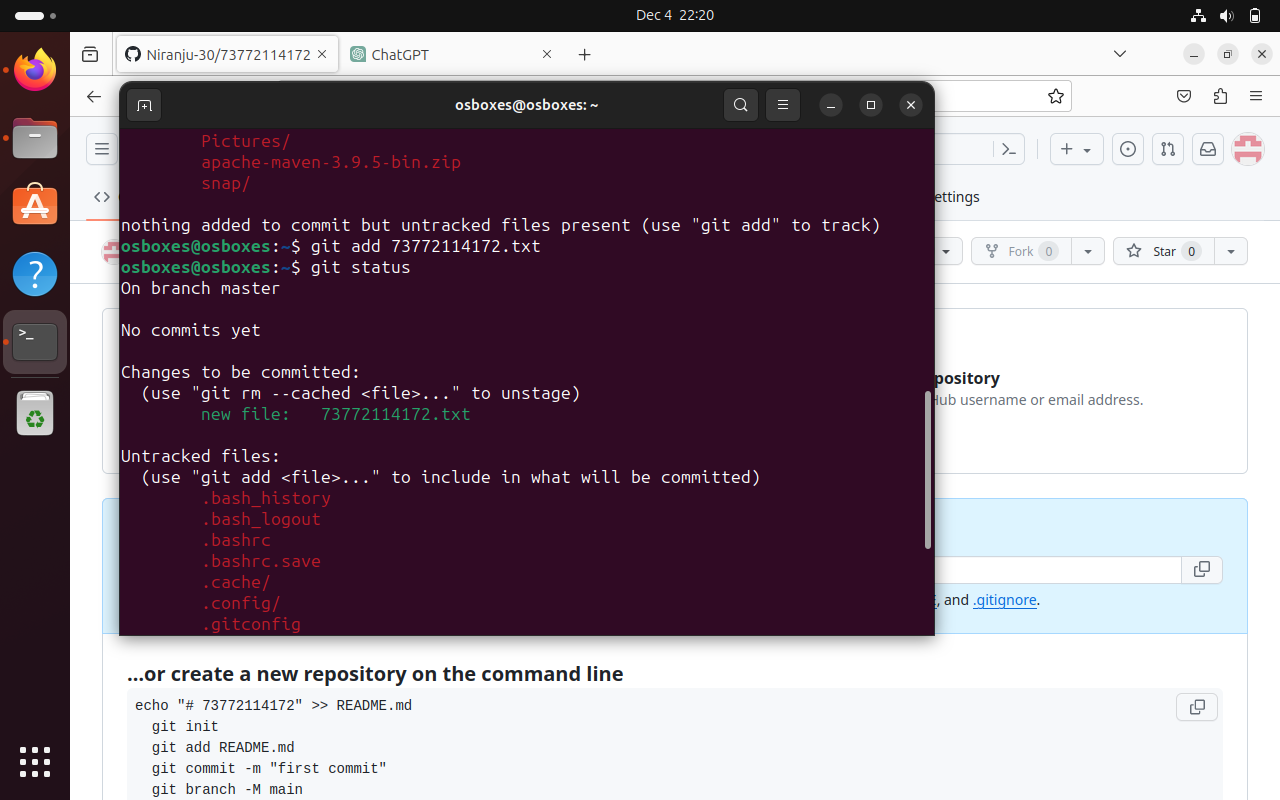 Dec 4 22:20
Niranju-30/73772114172
ChatGPT
osboxes@osboxes: ~
Pictures/
apache-maven-3.9.5-bin.zip
snap/
nothing added to commit but untracked files present (use "git add" to track)
osboxes@osboxes:~$ git add 73772114172.txt
osboxes@osboxes:~$ git status
On branch master
No commits yet
Changes to be committed:
(use "git rm --cached <file>..." to unstage)
new file: 73772114172.txt
Untracked files:
(use "git add <file>..." to include in what will be committed)
.bash_history
.bash_logout
.bashrc
.bashrc.save
.cache/
.config/
.gitconfig
ettings
Fork 0
Star 0
pository
Hub username or email address.
, and .gitignore.
...or create a new repository on the command line
echo "# 73772114172" >> README.md
git init
git add README.md
git commit -m "first commit"
git branch -M main